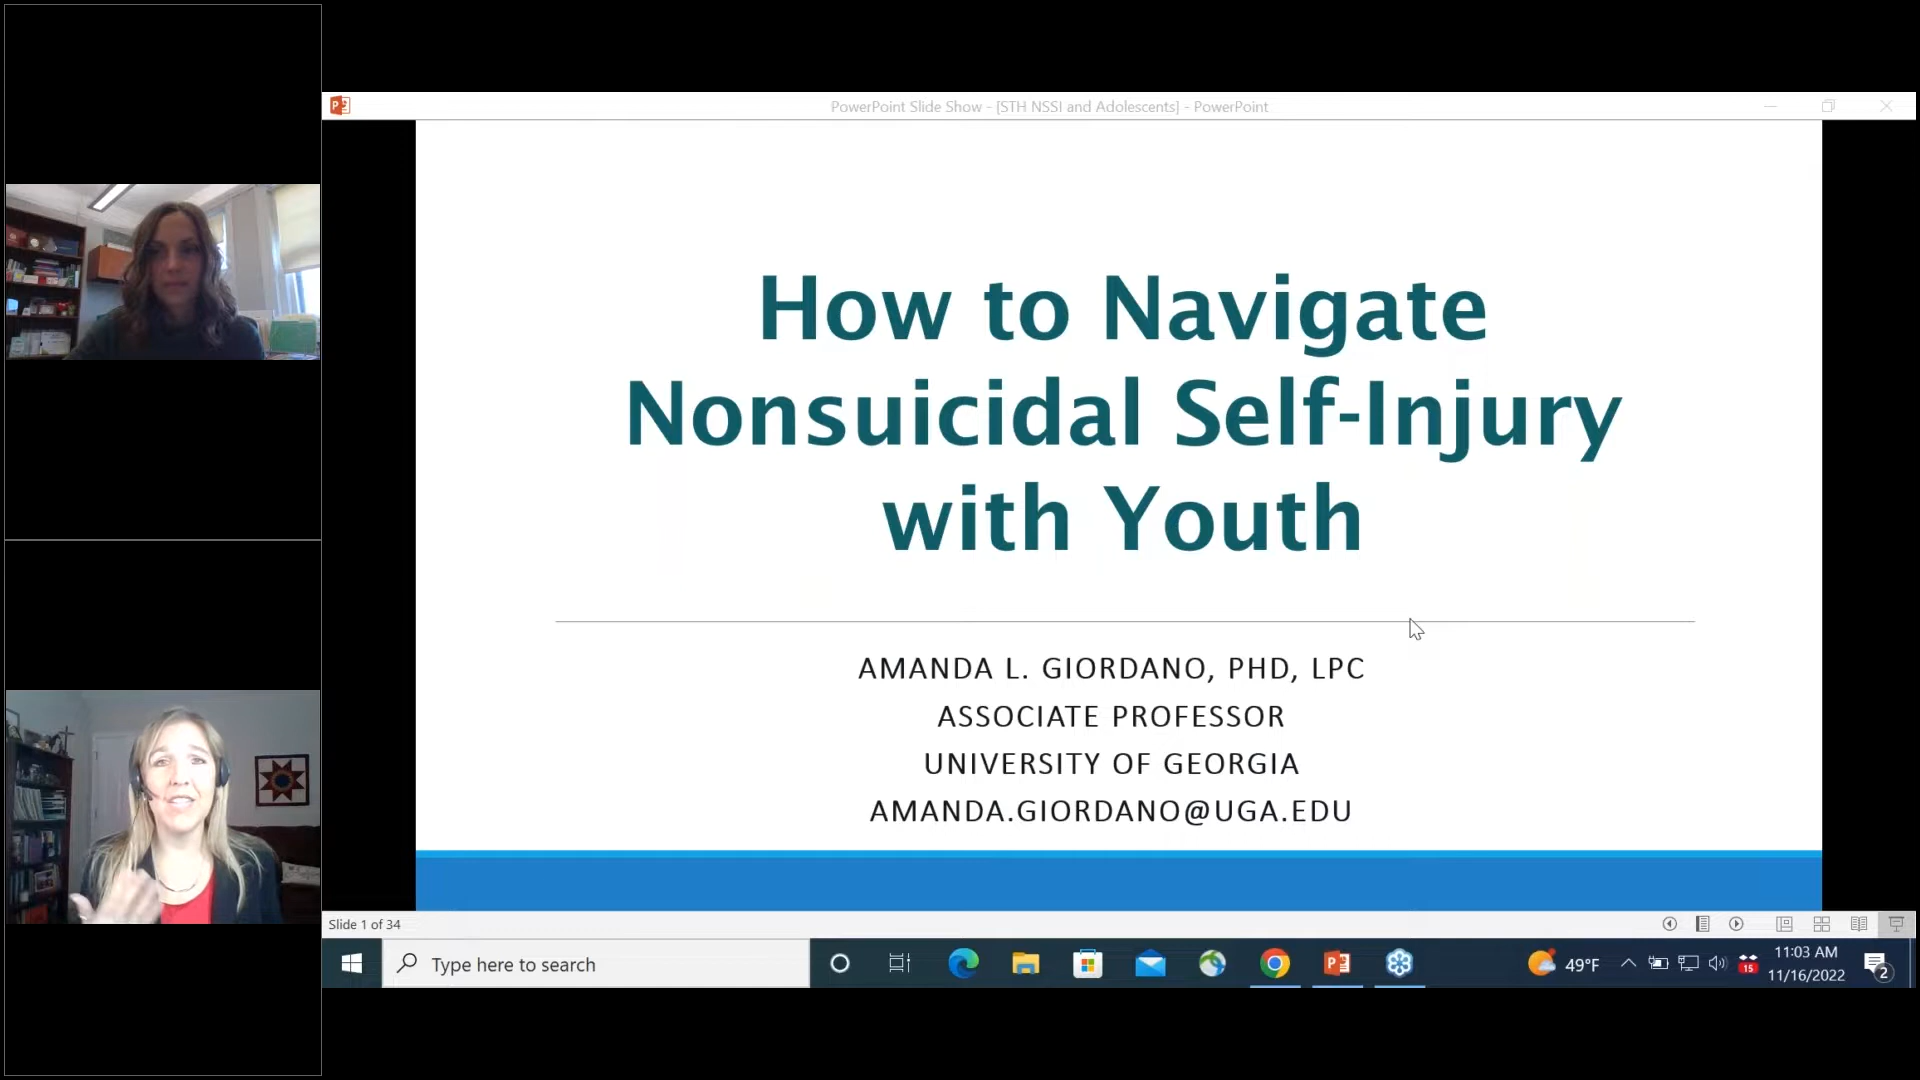 PowerPoint Slide Show - [STH NSSI and Adolescents] - PowerPoint
How to Navigate
Nonsuicidal Self-Injury
with Youth
AMANDA L. GIORDANO, PHD, LPC
ASSOCIATE PROFESSOR
UNIVERSITY OF GEORGIA
AMANDA.GIORDANO@UGA.EDU
Slide 1 of 34
Type here to search
49°F
15
11:03 AM
11/16/2022
2